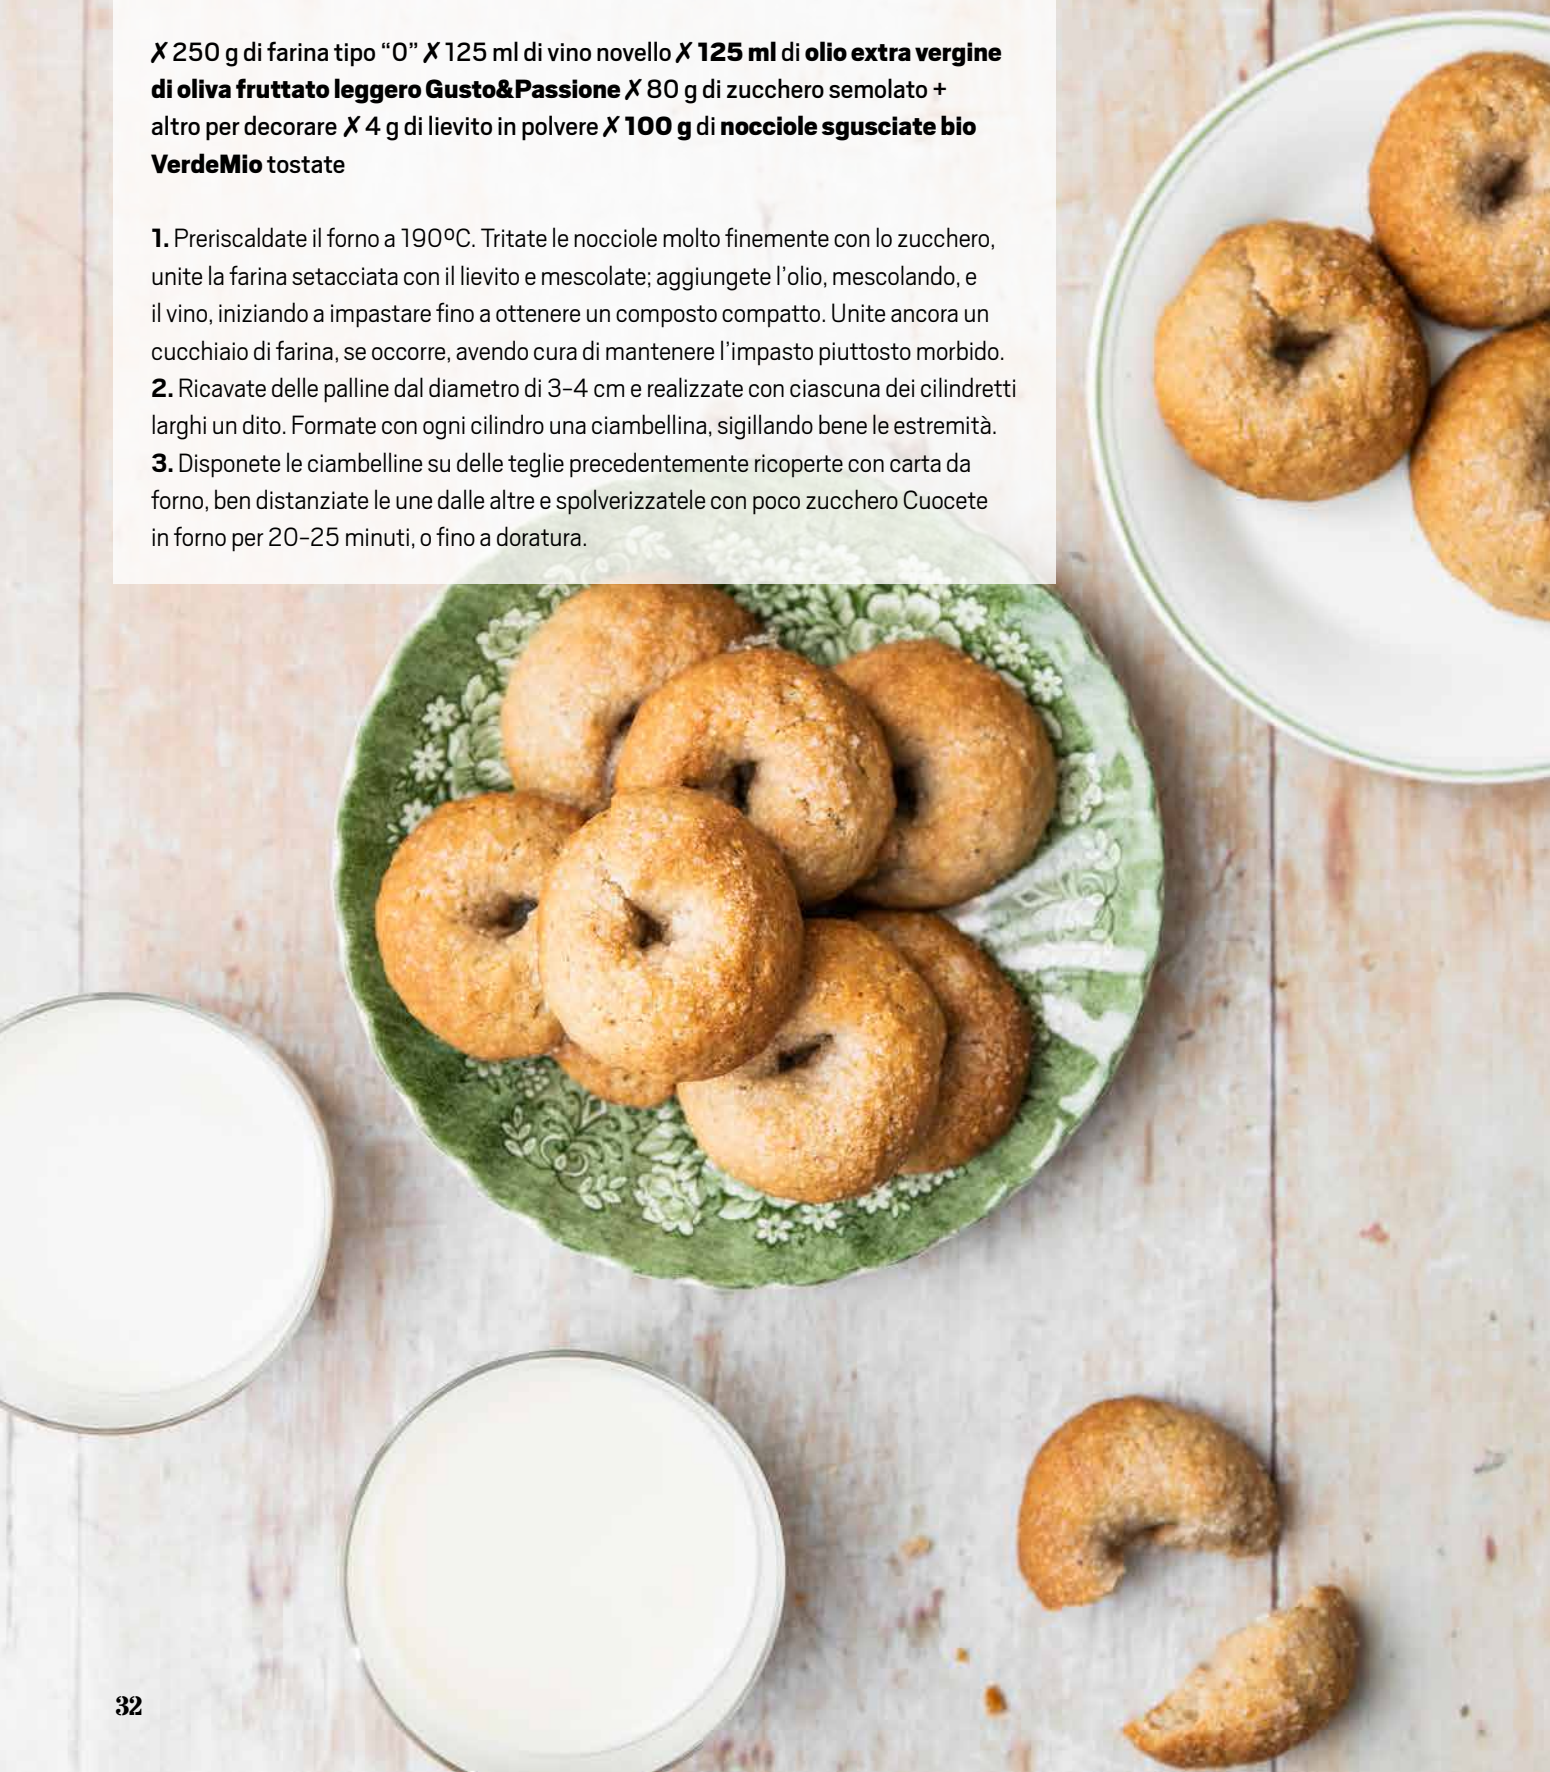 ✗ 250 g di farina tipo “0” ✗ 125 ml di vino novello ✗ 125 ml di olio extra vergine
di oliva fruttato leggero Gusto&Passione ✗ 80 g di zucchero semolato +
altro per decorare ✗ 4 g di lievito in polvere ✗ 100 g di nocciole sgusciate bio
VerdeMio tostate
1. Preriscaldate il forno a 190ºC. Tritate le nocciole molto finemente con lo zucchero,
unite la farina setacciata con il lievito e mescolate; aggiungete l’olio, mescolando, e
il vino, iniziando a impastare fino a ottenere un composto compatto. Unite ancora un
cucchiaio di farina, se occorre, avendo cura di mantenere l’impasto piuttosto morbido.
2. Ricavate delle palline dal diametro di 3-4 cm e realizzate con ciascuna dei cilindretti
larghi un dito. Formate con ogni cilindro una ciambellina, sigillando bene le estremità.
3. Disponete le ciambelline su delle teglie precedentemente ricoperte con carta da
forno, ben distanziate le une dalle altre e spolverizzatele con poco zucchero Cuocete
in forno per 20-25 minuti, o fino a doratura.
32